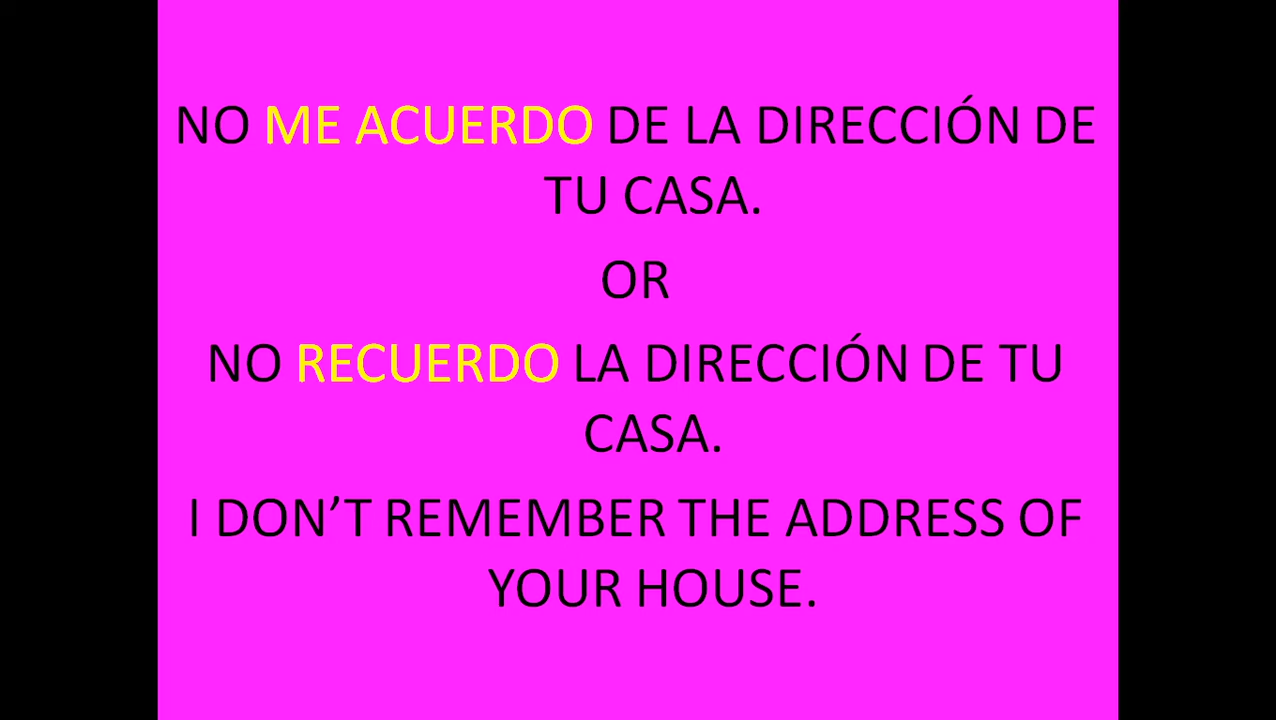 NO ME ACUERDO DE LA DIRECCIÓN DE
TU CASA.
OR
NO RECUERDO LA DIRECCIÓN DE TU
CASA.
I DON’T REMEMBER THE ADDRESS OF
YOUR HOUSE.